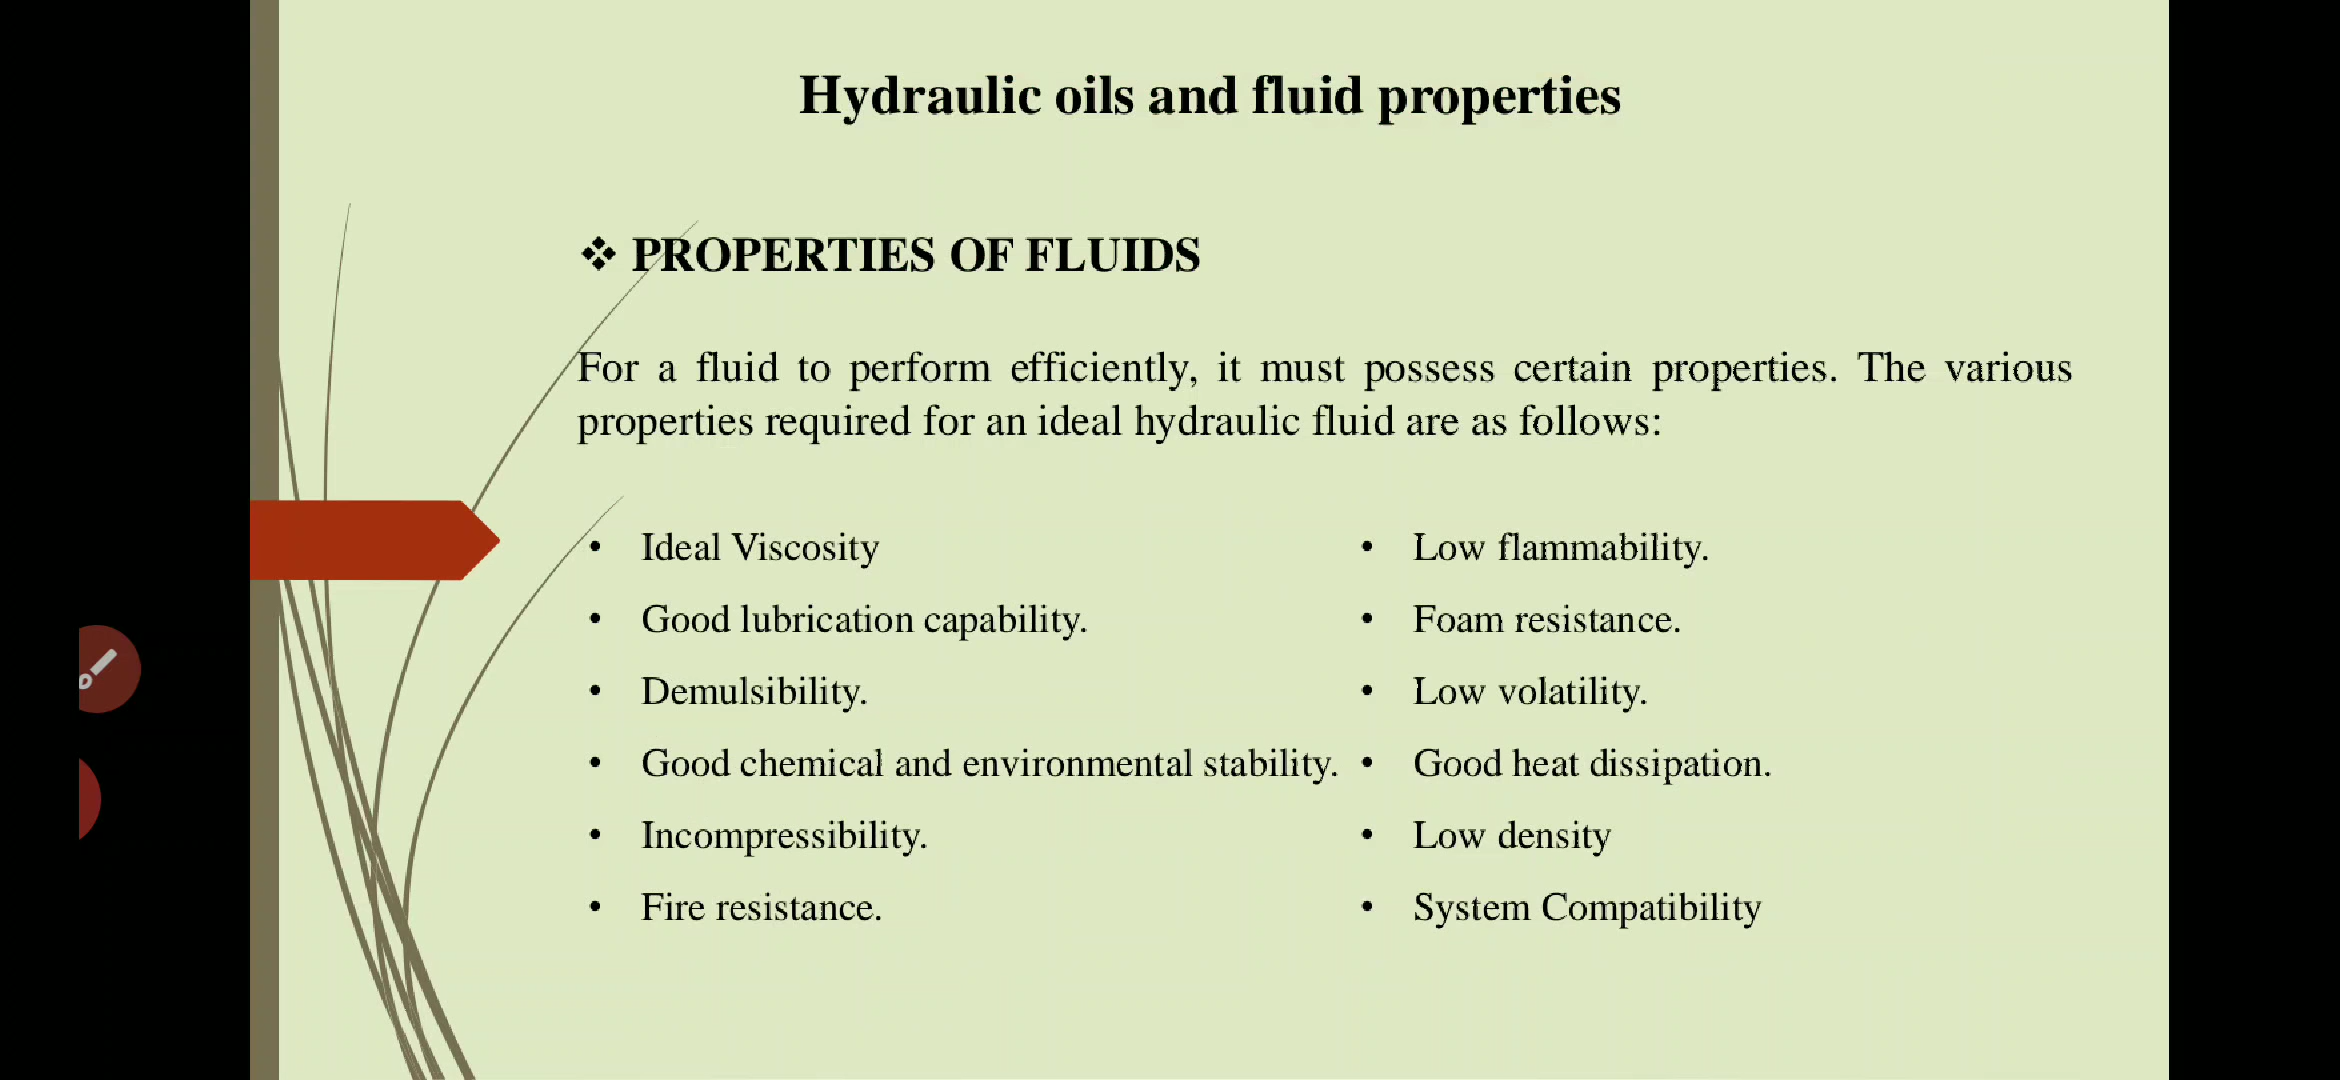 Hydraulic oils and fluid properties
❖ PROPERTIES OF FLUIDS
For a fluid to perform efficiently, it must possess certain properties. The various
properties required for an ideal hydraulic fluid are as follows:
• Ideal Viscosity
• Good lubrication capability.
• Demulsibility.
• Good chemical and environmental stability.
• Incompressibility.
• Fire resistance.
• Low flammability.
• Foam resistance.
• Low volatility.
• Good heat dissipation.
• Low density
• System Compatibility